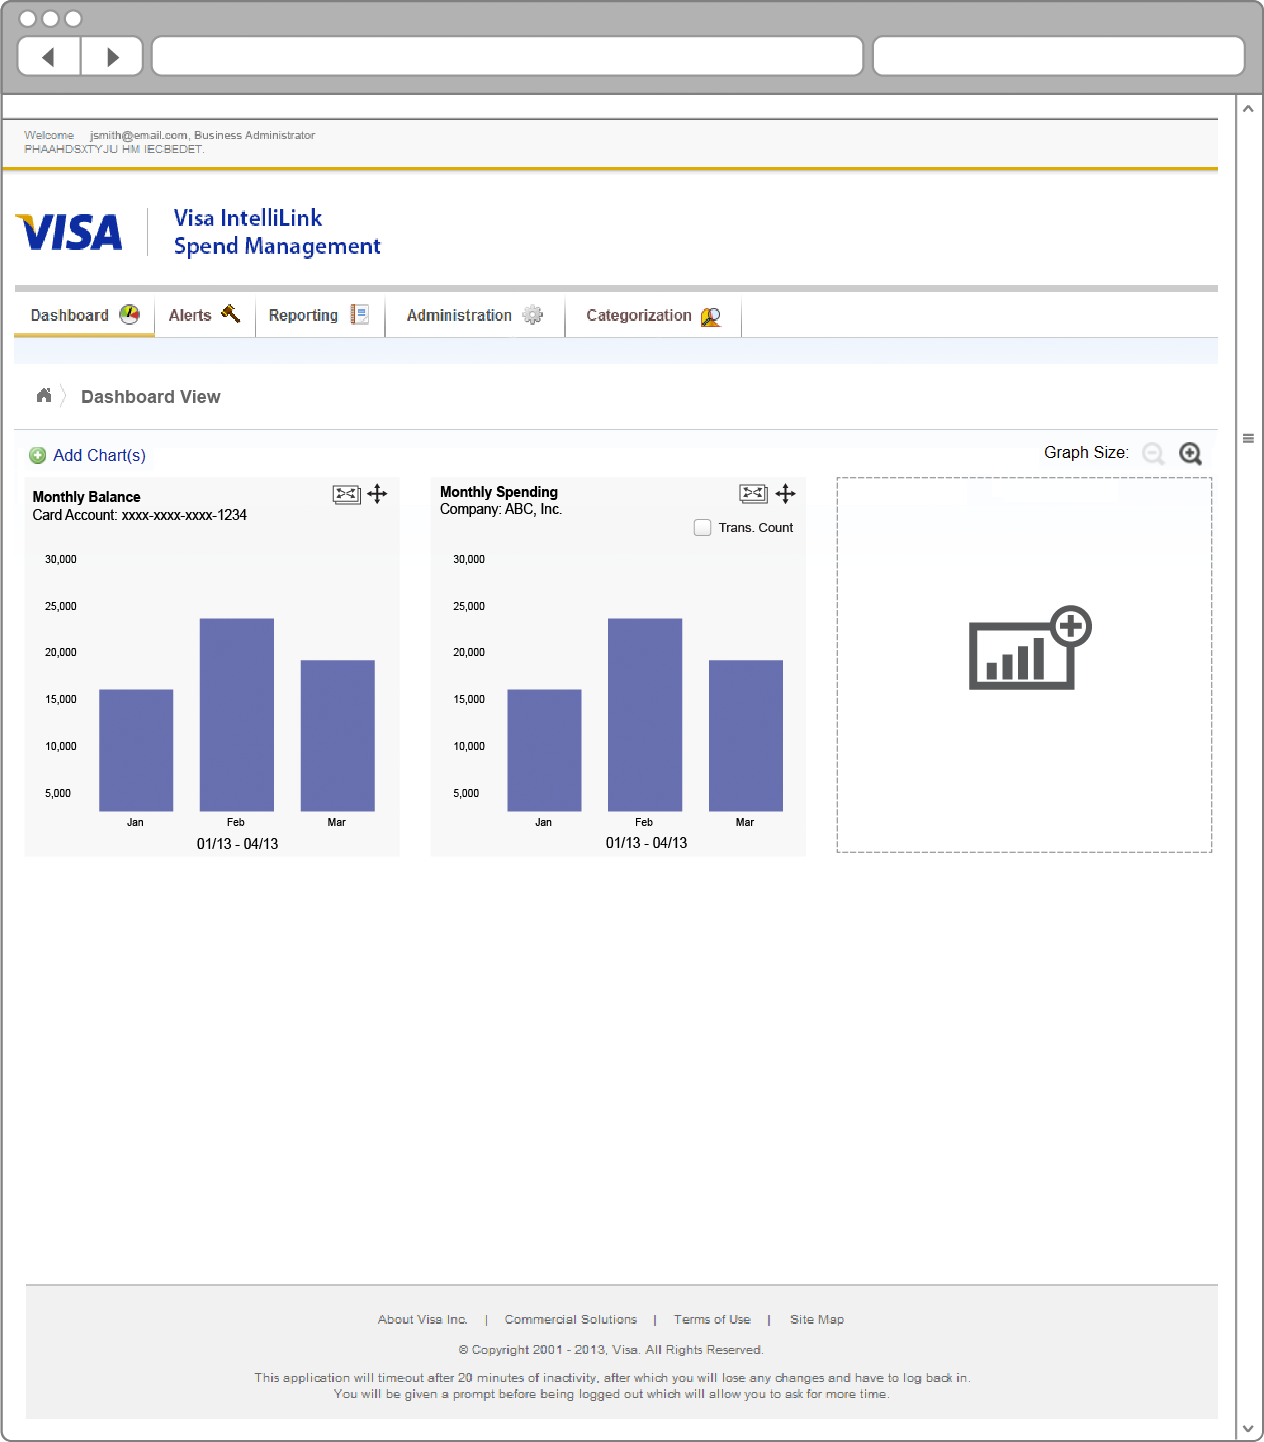 Welcome jsmith@email.com, Business Administrator
PHAAHDSXTYJU HM IECBEDET.
VISA
Visa IntelliLink
Spend Management
Dashboard Alerts Reporting Administration Categorization
Dashboard View
Add Chart(s) Graph Size:
Monthly Balance
Card Account: xxxx-xxxx-xxxx-1234
30,000
25,000
20,000
15,000
10,000
5,000
Jan Feb Mar
01/13 - 04/13
Monthly Spending
Company: ABC, Inc.
Trans. Count
30,000
25,000
20,000
15,000
10,000
5,000
Jan Feb Mar
01/13 - 04/13
About Visa Inc. | Commercial Solutions | Terms of Use | Site Map
© Copyright 2001 - 2013, Visa. All Rights Reserved.
This application will timeout after 20 minutes of inactivity, after which you will lose any changes and have to log back in.
You will be given a prompt before being logged out which will allow you to ask for more time.